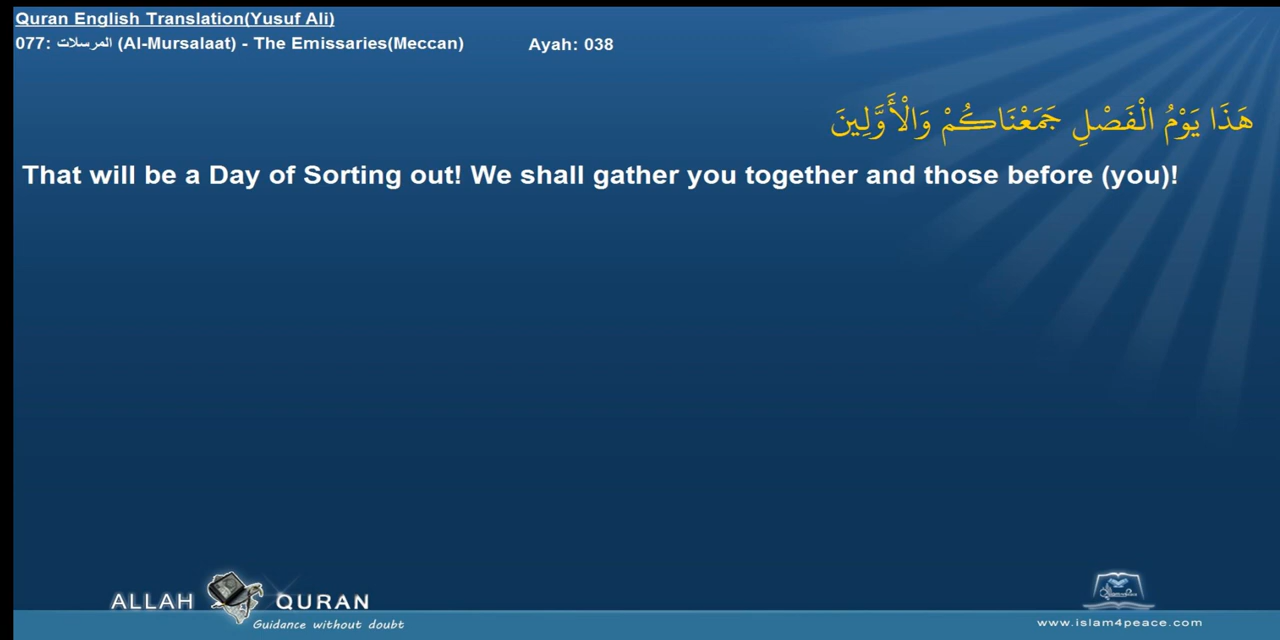 Quran English Translation(Yusuf Ali)
077: المرسلات (Al-Mursalaat) - The Emissaries(Meccan) Ayah: 038
هَذَا يَوْمُ الْفَصْلِ جَمَعْنَاكُمْ وَالْأَوَّلِينَ
That will be a Day of Sorting out! We shall gather you together and those before (you)!
ALLAH QURAN
Guidance without doubt
www.islam4peace.com